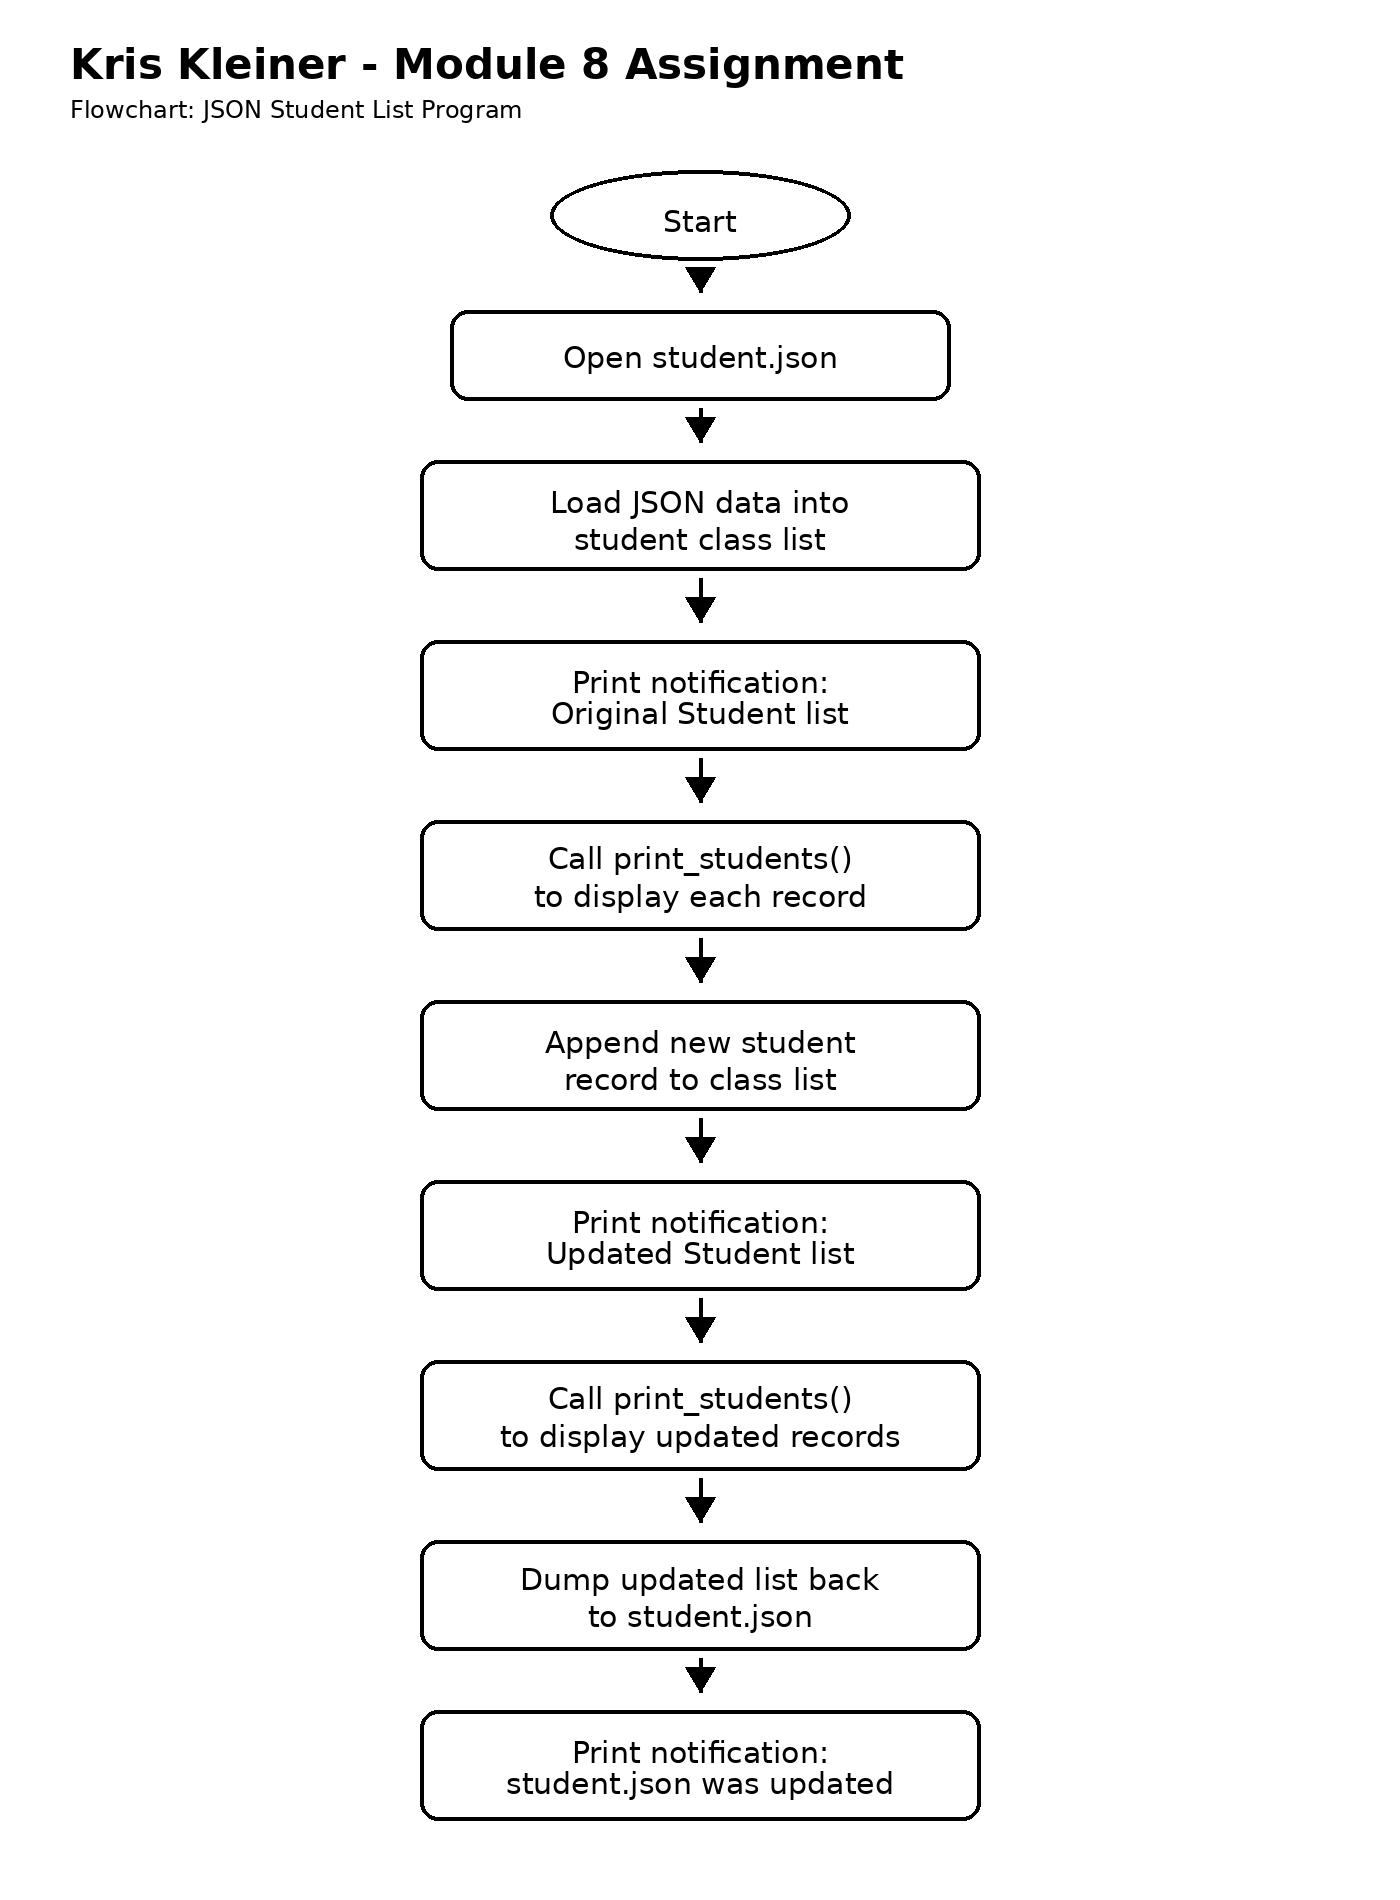 Kris Kleiner - Module 8 Assignment
Flowchart: JSON Student List Program
Start
Open student.json
Load JSON data into
student class list
Print notification:
Original Student list
Call print_students()
to display each record
Append new student
record to class list
Print notification:
Updated Student list
Call print_students()
to display updated records
Dump updated list back
to student.json
Print notification:
student.json was updated